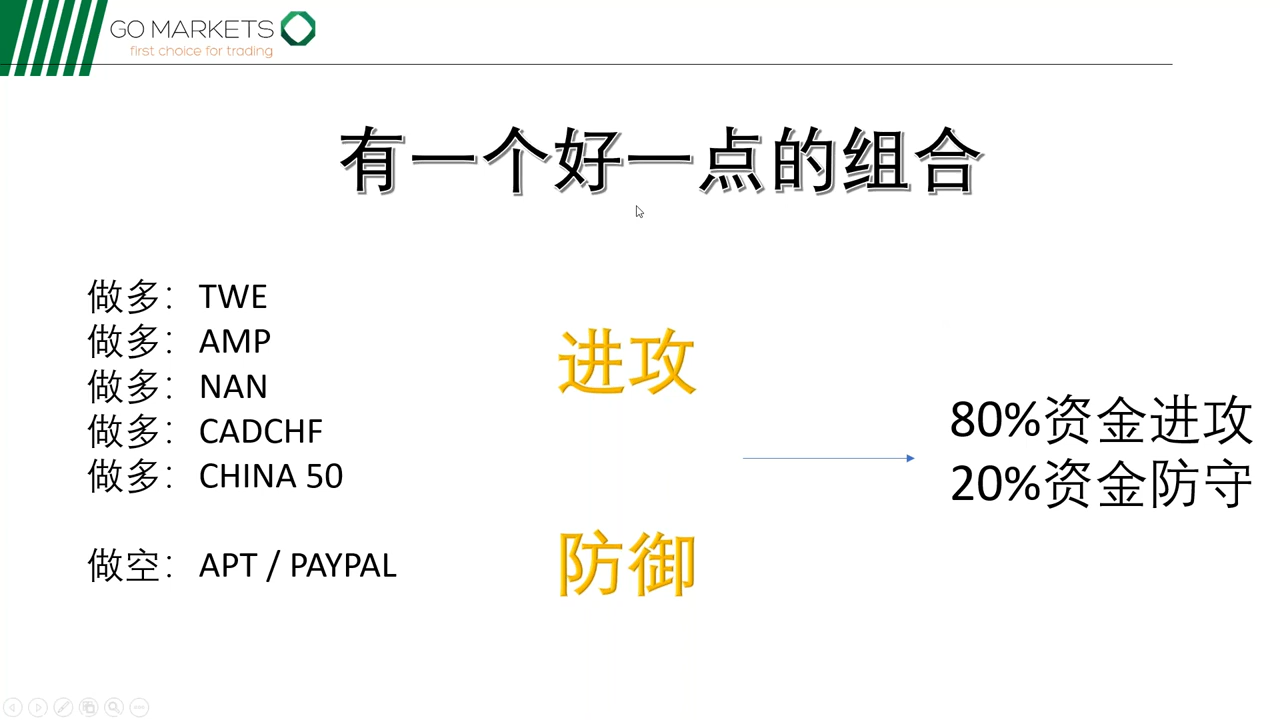 GO MARKETS
first choice for trading
有一个好一点的组合
做多：TWE
做多：AMP
做多：NAN
做多：CADCHF
做多：CHINA 50
做空：APT / PAYPAL
进攻
防御
80%资金进攻
20%资金防守